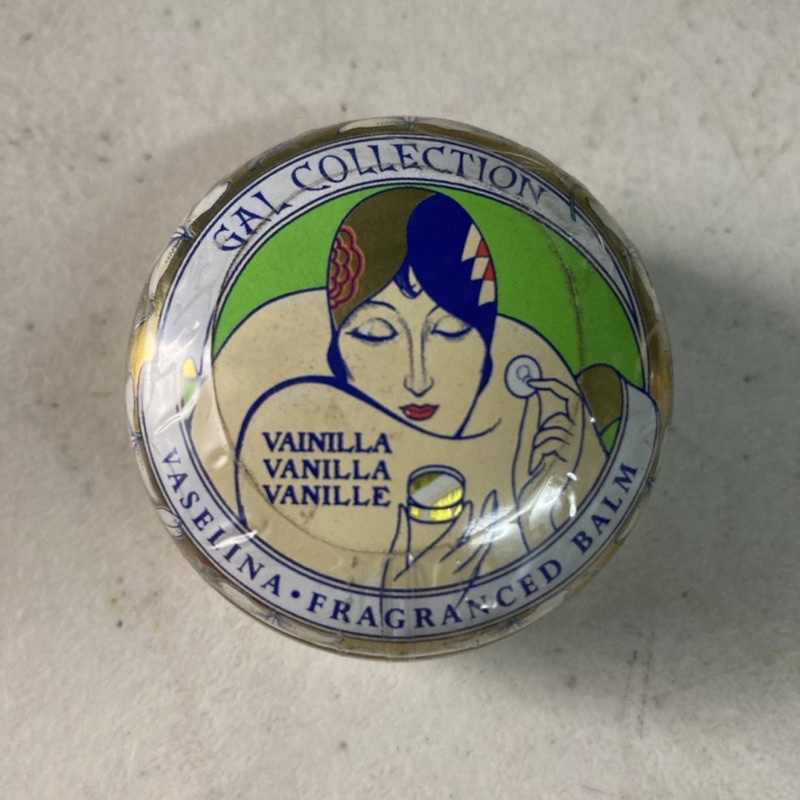 GAL COLLECTION
VAINILLA
VANILLA
VANILLE
VASELINA • FRAGRANCED BALM